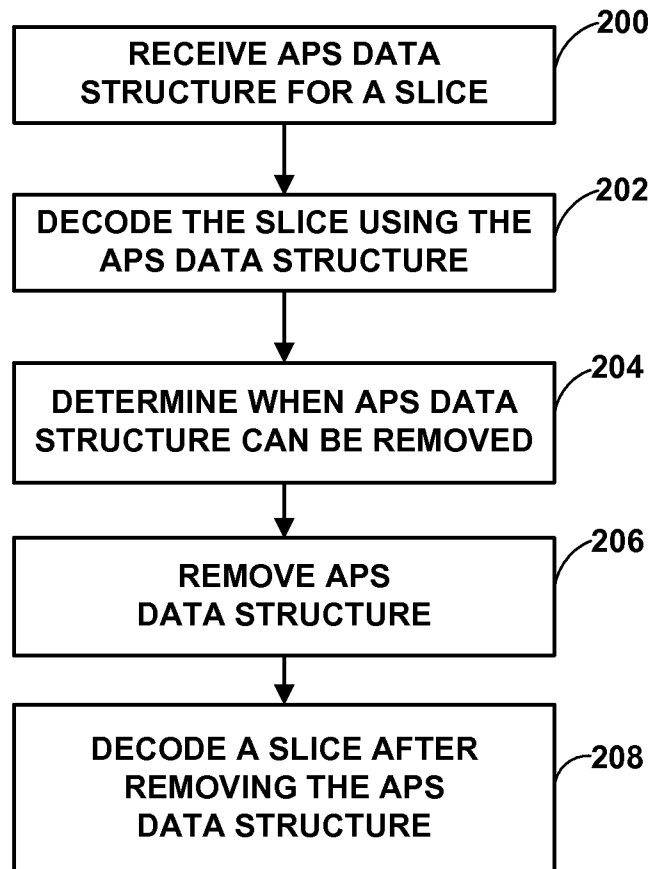 200
RECEIVE APS DATA
STRUCTURE FOR A SLICE
202
DECODE THE SLICE USING THE
APS DATA STRUCTURE
204
DETERMINE WHEN APS DATA
STRUCTURE CAN BE REMOVED
206
REMOVE APS
DATA STRUCTURE
208
DECODE A SLICE AFTER
REMOVING THE APS
DATA STRUCTURE